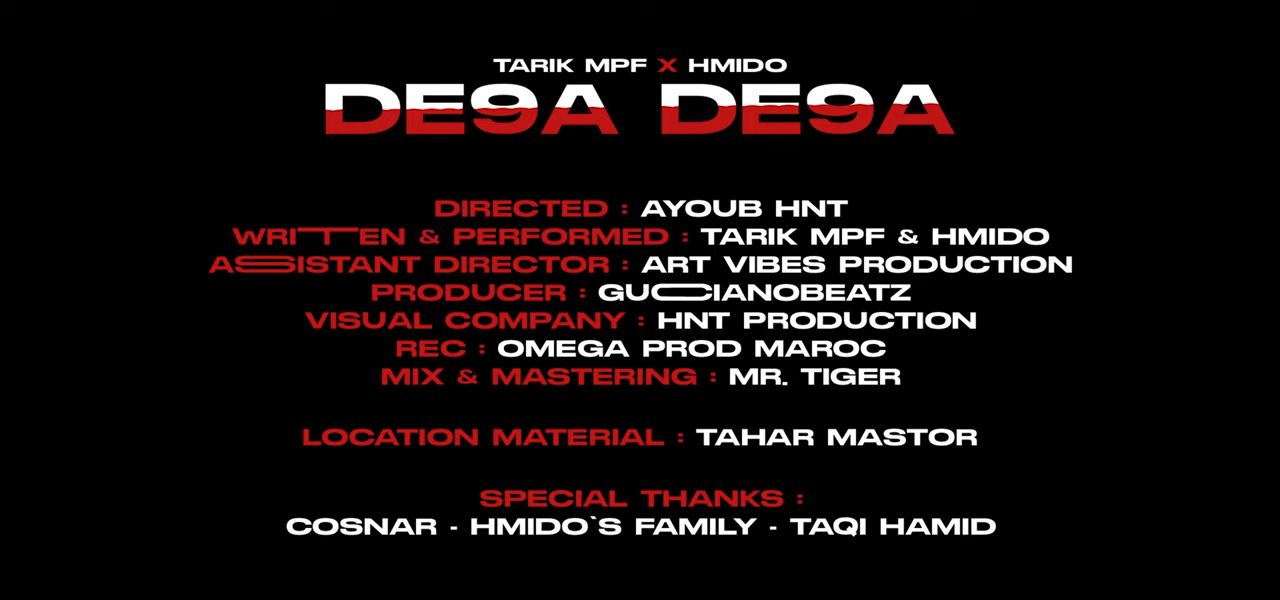 TARIK MPF X HMIDO
DE9A DE9A
DIRECTED : AYOUB HNT
WRITTEN & PERFORMED : TARIK MPF & HMIDO
ASSISTANT DIRECTOR : ART VIBES PRODUCTION
PRODUCER : GUCCIANOBEATZ
VISUAL COMPANY : HNT PRODUCTION
REC : OMEGA PROD MAROC
MIX & MASTERING : MR. TIGER
LOCATION MATERIAL : TAHAR MASTOR
SPECIAL THANKS :
COSNAR - HMIDO`S FAMILY - TAQI HAMID